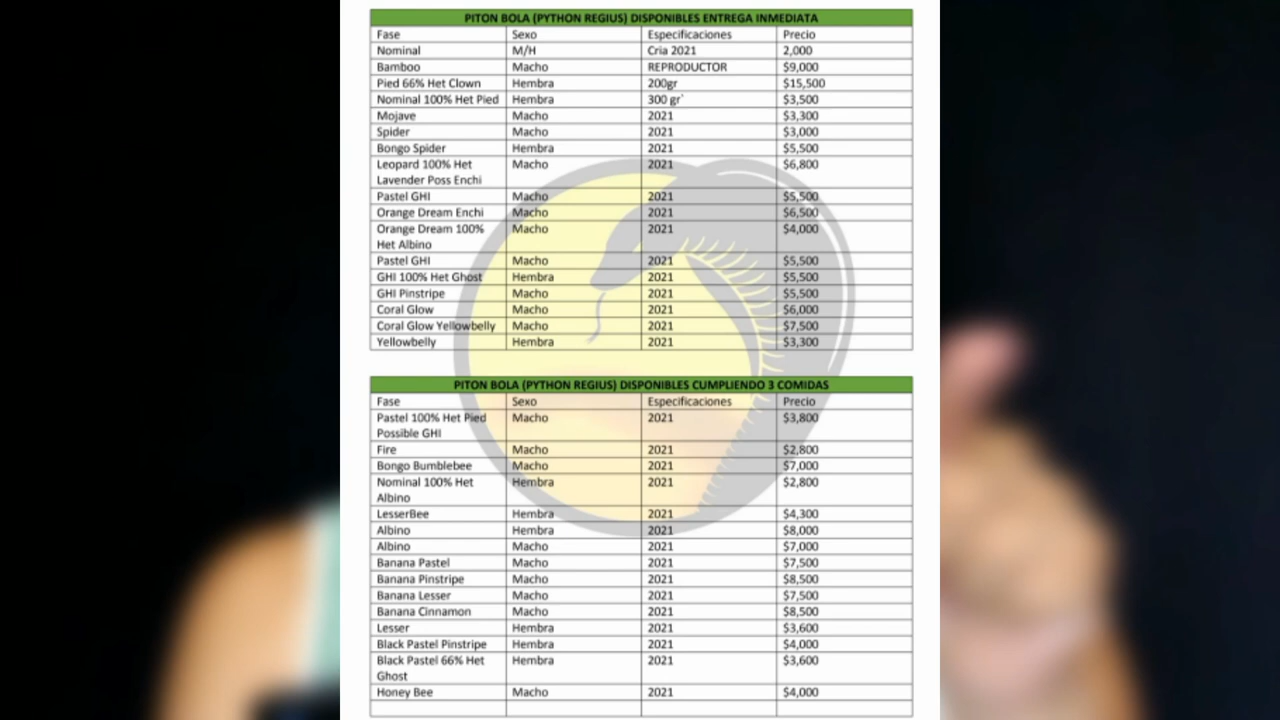 PITON BOLA (PYTHON REGIUS) DISPONIBLES ENTREGA INMEDIATA
Fase Sexo Especificaciones Precio
Nominal M/H Cria 2021 2,000
Bamboo Macho REPRODUCTOR $9,000
Pied 66% Het Clown Hembra 200gr $15,500
Nominal 100% Het Pied Hembra 300 gr` $3,500
Mojave Macho 2021 $3,300
Spider Macho 2021 $3,000
Bongo Spider Hembra 2021 $5,500
Leopard 100% Het Macho 2021 $6,800
Lavender Poss Enchi
Pastel GHI Macho 2021 $5,500
Orange Dream Enchi Macho 2021 $6,500
Orange Dream 100% Macho 2021 $4,000
Het Albino
Pastel GHI Macho 2021 $5,500
GHI 100% Het Ghost Hembra 2021 $5,500
GHI Pinstripe Macho 2021 $5,500
Coral Glow Macho 2021 $6,000
Coral Glow Yellowbelly Macho 2021 $7,500
Yellowbelly Hembra 2021 $3,300
PITON BOLA (PYTHON REGIUS) DISPONIBLES CUMPLIENDO 3 COMIDAS
Fase Sexo Especificaciones Precio
Pastel 100% Het Pied Macho 2021 $3,800
Possible GHI
Fire Macho 2021 $2,800
Bongo Bumblebee Macho 2021 $7,000
Nominal 100% Het Hembra 2021 $2,800
Albino
LesserBee Hembra 2021 $4,300
Albino Hembra 2021 $8,000
Albino Macho 2021 $7,000
Banana Pastel Macho 2021 $7,500
Banana Pinstripe Macho 2021 $8,500
Banana Lesser Macho 2021 $7,500
Banana Cinnamon Macho 2021 $8,500
Lesser Hembra 2021 $3,600
Black Pastel Pinstripe Hembra 2021 $4,000
Black Pastel 66% Het Hembra 2021 $3,600
Ghost
Honey Bee Macho 2021 $4,000